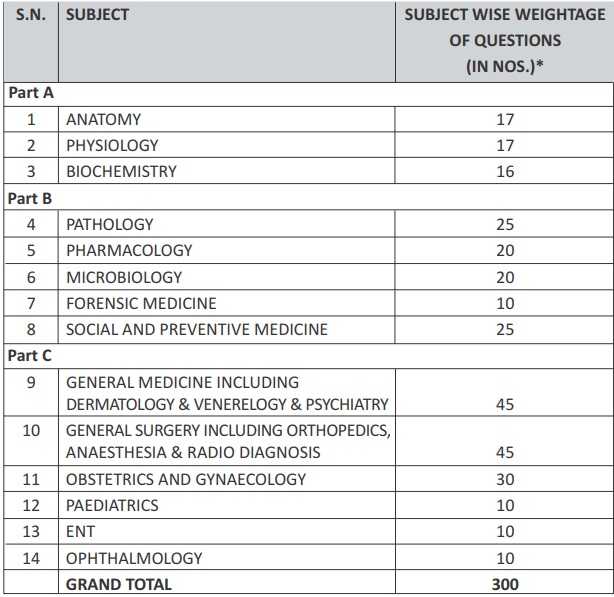 S.N. SUBJECT SUBJECT WISE WEIGHTAGE
OF QUESTIONS
(IN NOS.)*
Part A
1 ANATOMY 17
2 PHYSIOLOGY 17
3 BIOCHEMISTRY 16
Part B
4 PATHOLOGY 25
5 PHARMACOLOGY 20
6 MICROBIOLOGY 20
7 FORENSIC MEDICINE 10
8 SOCIAL AND PREVENTIVE MEDICINE 25
Part C
9 GENERAL MEDICINE INCLUDING
DERMATOLOGY & VENERELOGY & PSYCHIATRY 45
10 GENERAL SURGERY INCLUDING ORTHOPEDICS,
ANAESTHESIA & RADIO DIAGNOSIS 45
11 OBSTETRICS AND GYNAECOLOGY 30
12 PAEDIATRICS 10
13 ENT 10
14 OPHTHALMOLOGY 10
GRAND TOTAL 300